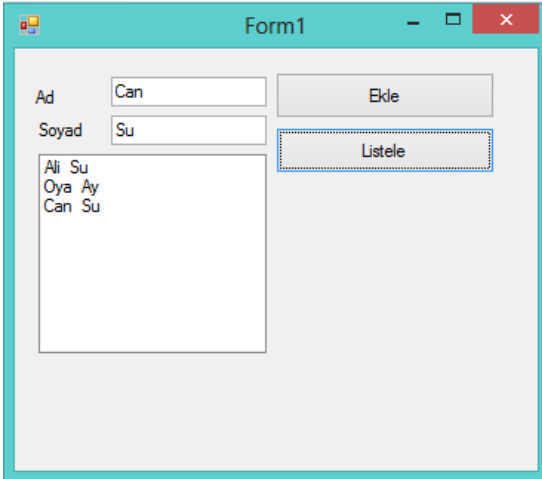 Form1
Ad Can Ekle
Soyad Su Listele
Ali Su
Oya Ay
Can Su